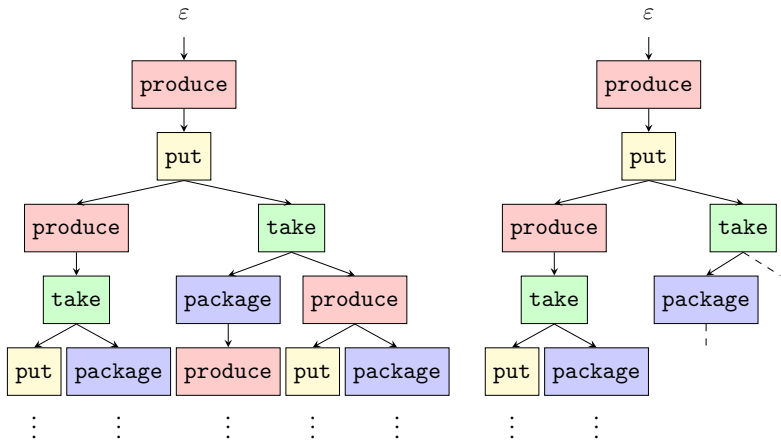 ε ε
produce produce
put put
produce take produce take
take package produce take package
put package produce put package put package
⋮ ⋮ ⋮ ⋮ ⋮ ⋮ ⋮